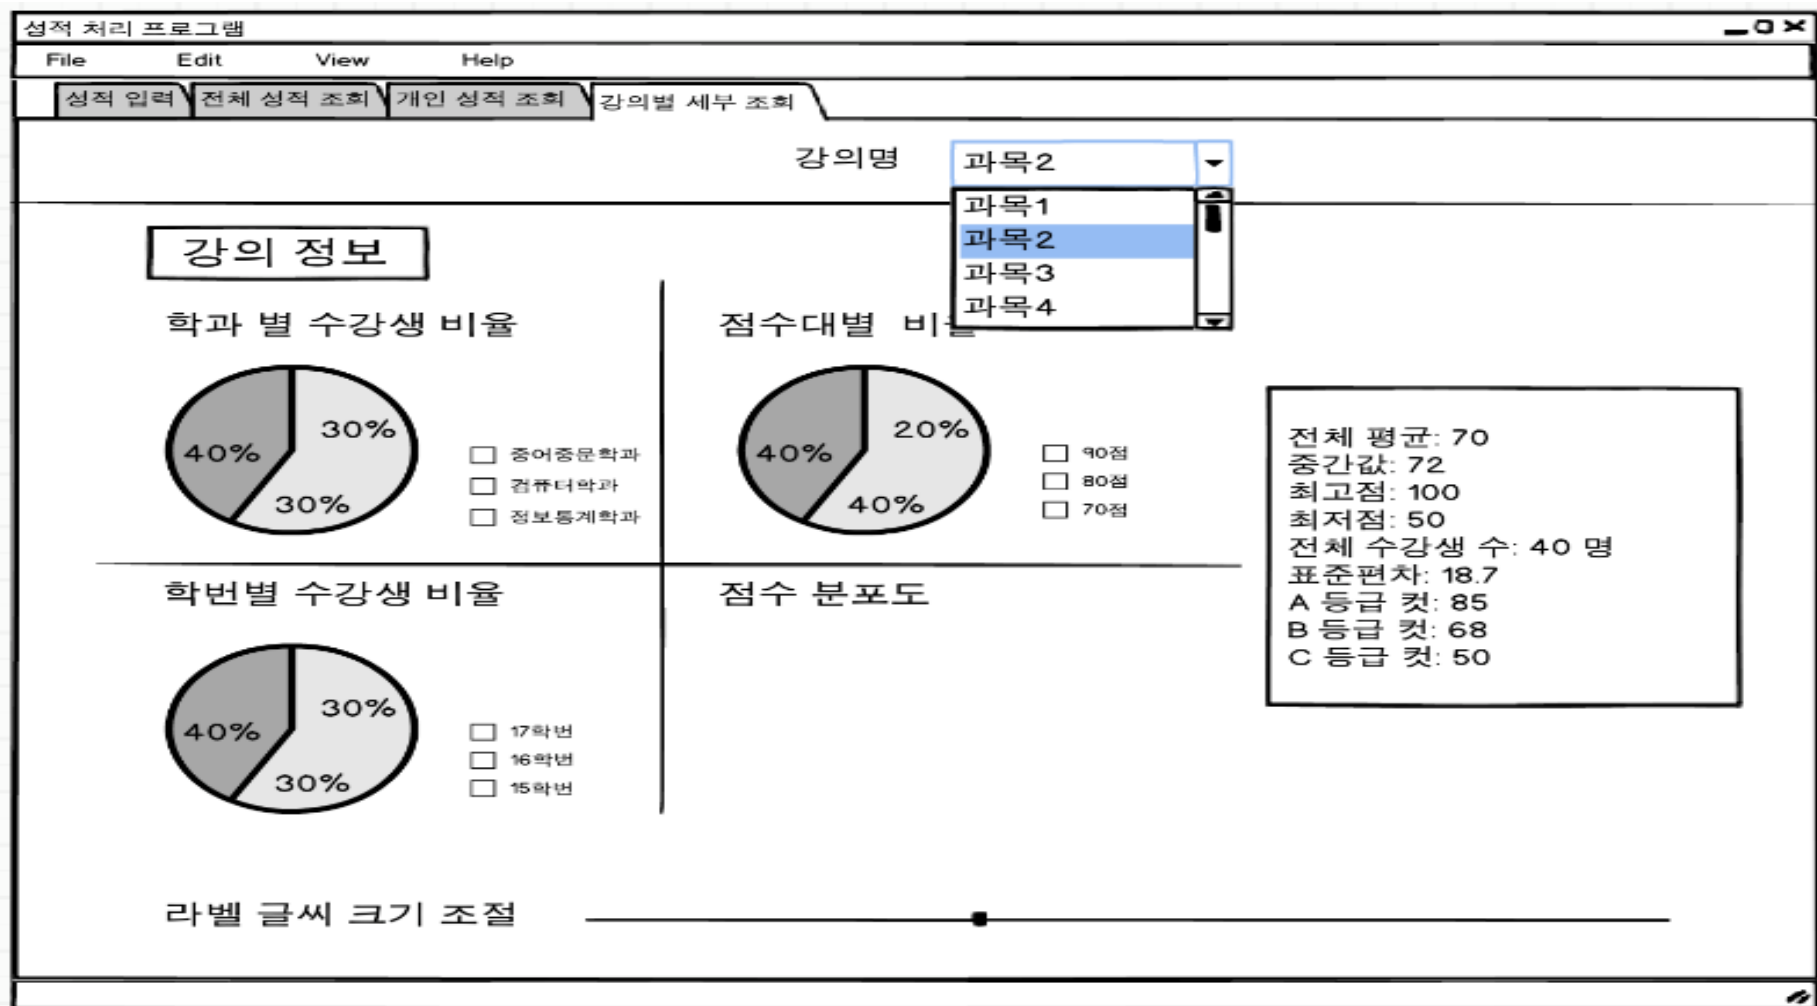 성적 처리 프로그램
File Edit View Help
성적 입력 전체 성적 조회 개인 성적 조회 강의별 세부 조회
강의명 과목2
과목1
과목2
과목3
과목4
강의 정보
학과 별 수강생 비율
40% 30% 30%
중어중문학과
컴퓨터학과
정보통계학과
점수대별
40% 20% 40%
90점
80점
70점
전체 평균: 70
중간값: 72
최고점: 100
최저점: 50
전체 수강생 수: 40 명
표준편차: 18.7
A 등급 컷: 85
B 등급 컷: 68
C 등급 컷: 50
학번별 수강생 비율
40% 30% 30%
17학번
16학번
15학번
점수 분포도
라벨 글씨 크기 조절